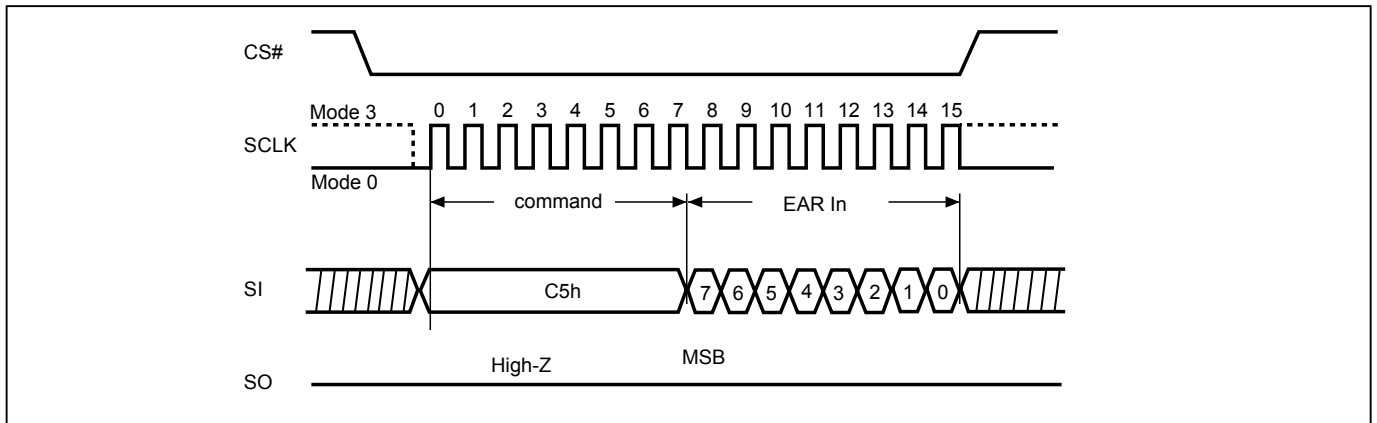 CS#
Mode 3
0 1 2 3 4 5 6 7 8 9 10 11 12 13 14 15
SCLK
Mode 0
command
EAR In
SI
C5h
7 6 5 4 3 2 1 0
High-Z
MSB
SO